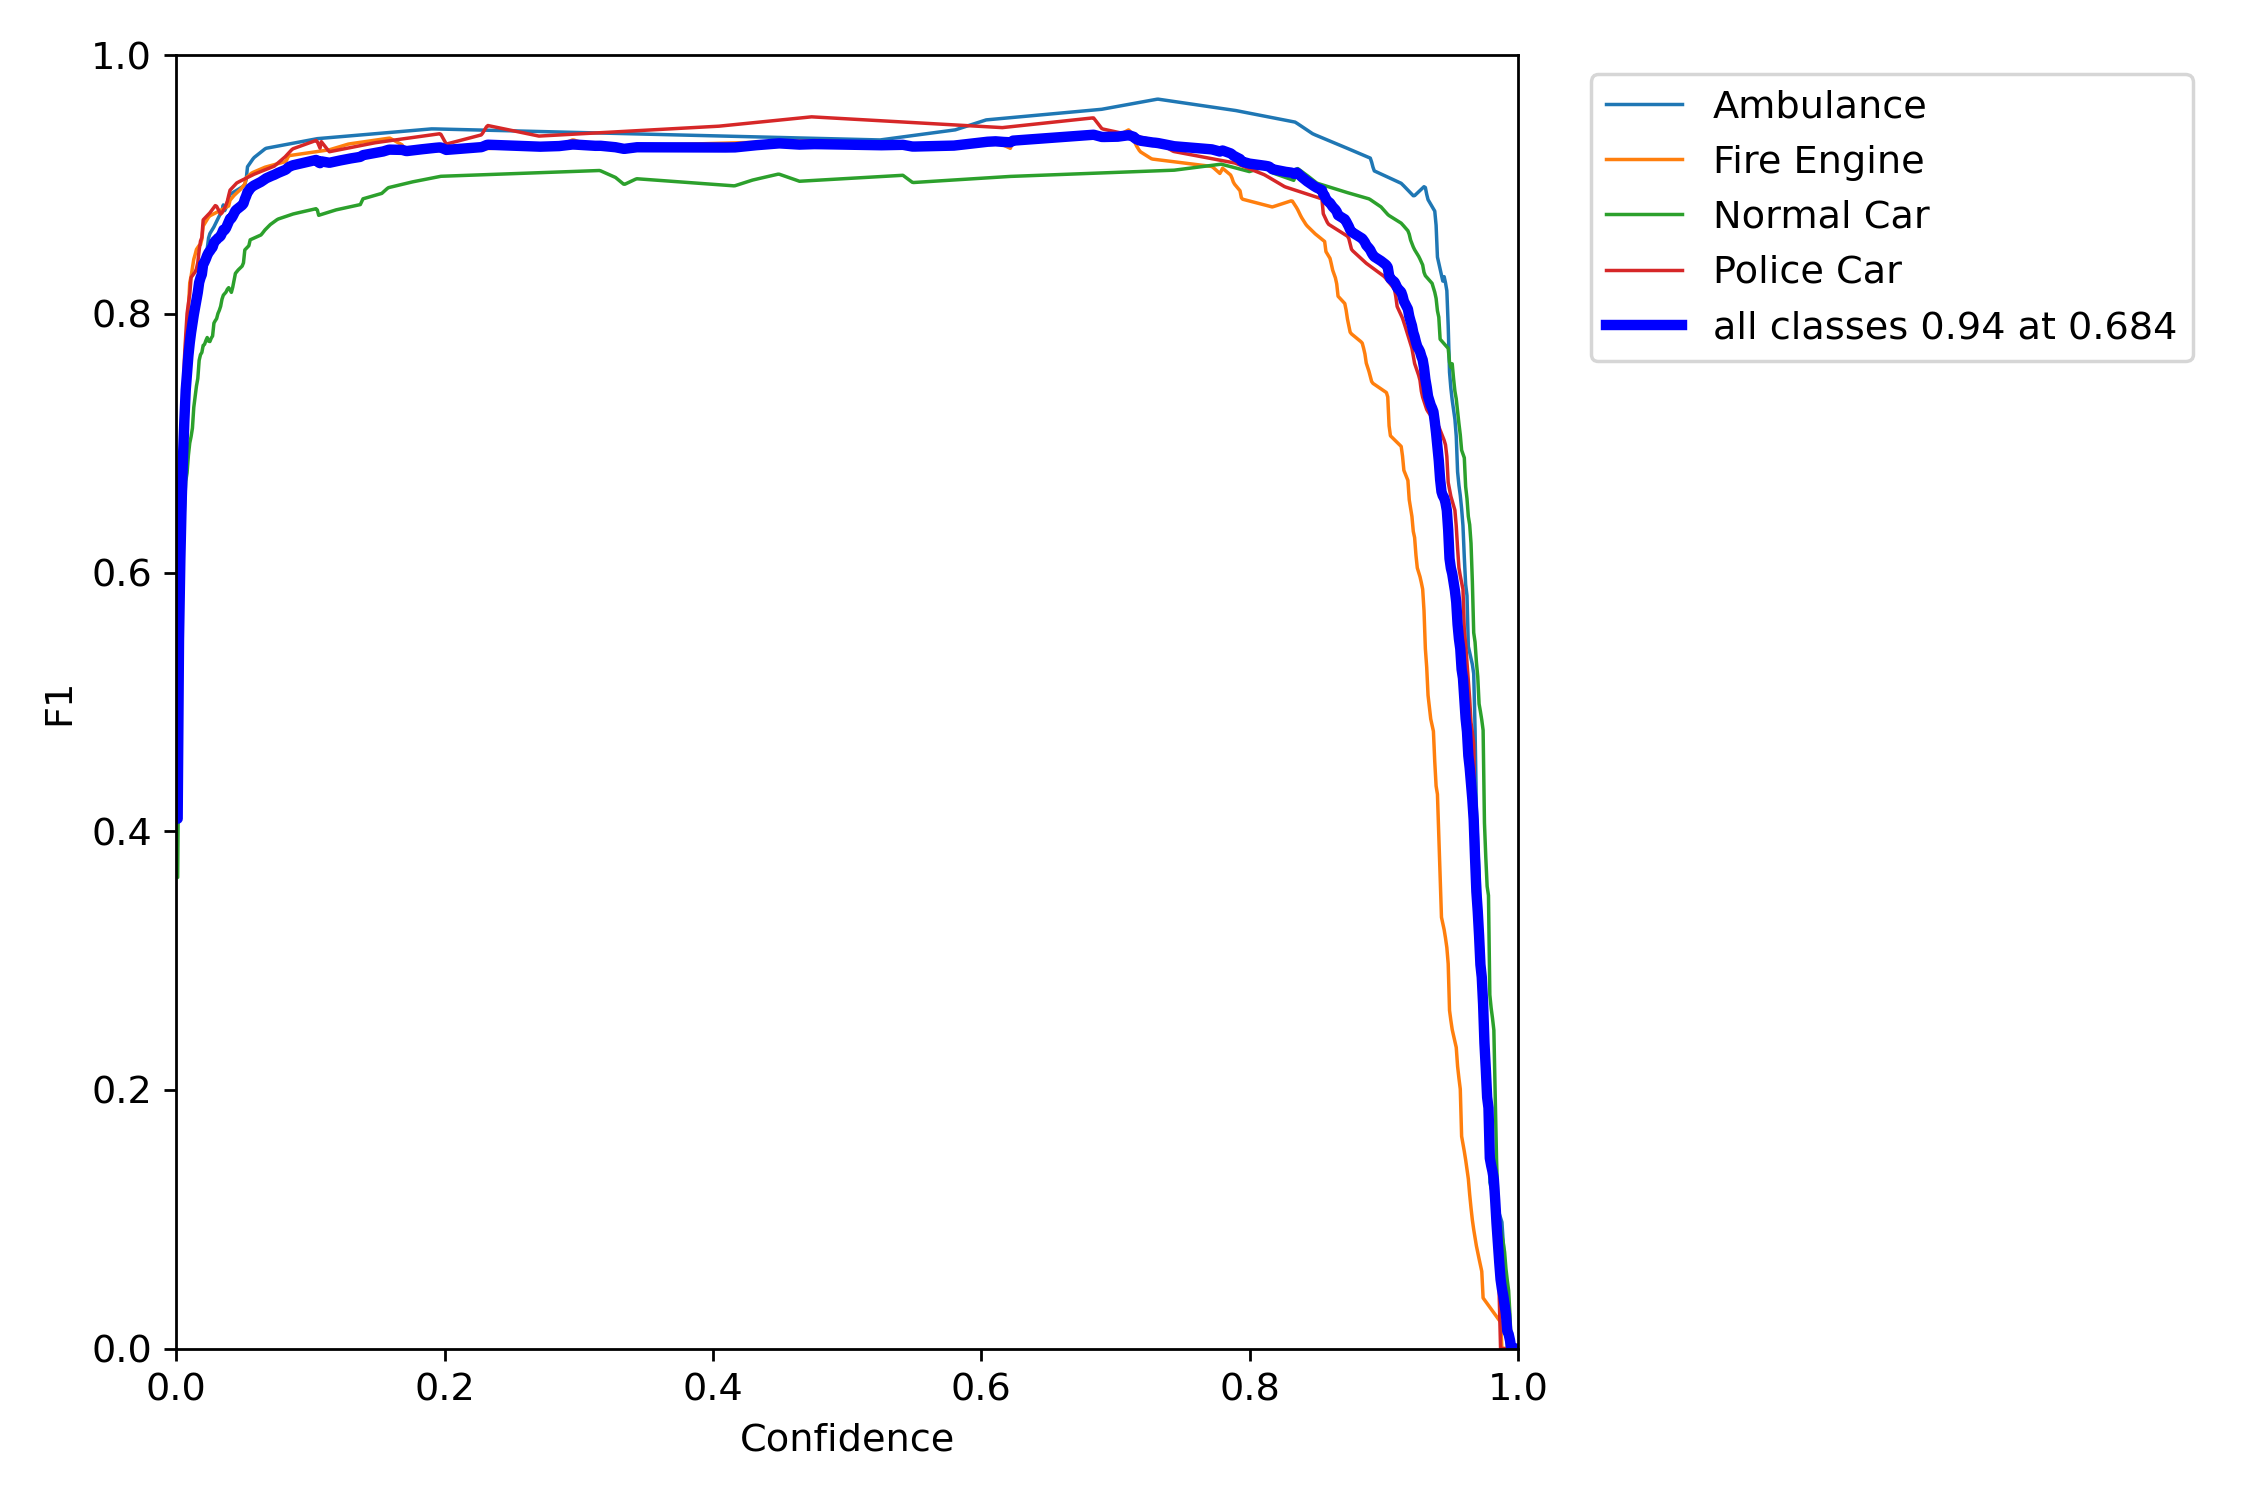 1.0
0.8
0.6
0.4
0.2
0.0
F1
0.0 0.2 0.4 0.6 0.8 1.0
Confidence
Ambulance
Fire Engine
Normal Car
Police Car
all classes 0.94 at 0.684